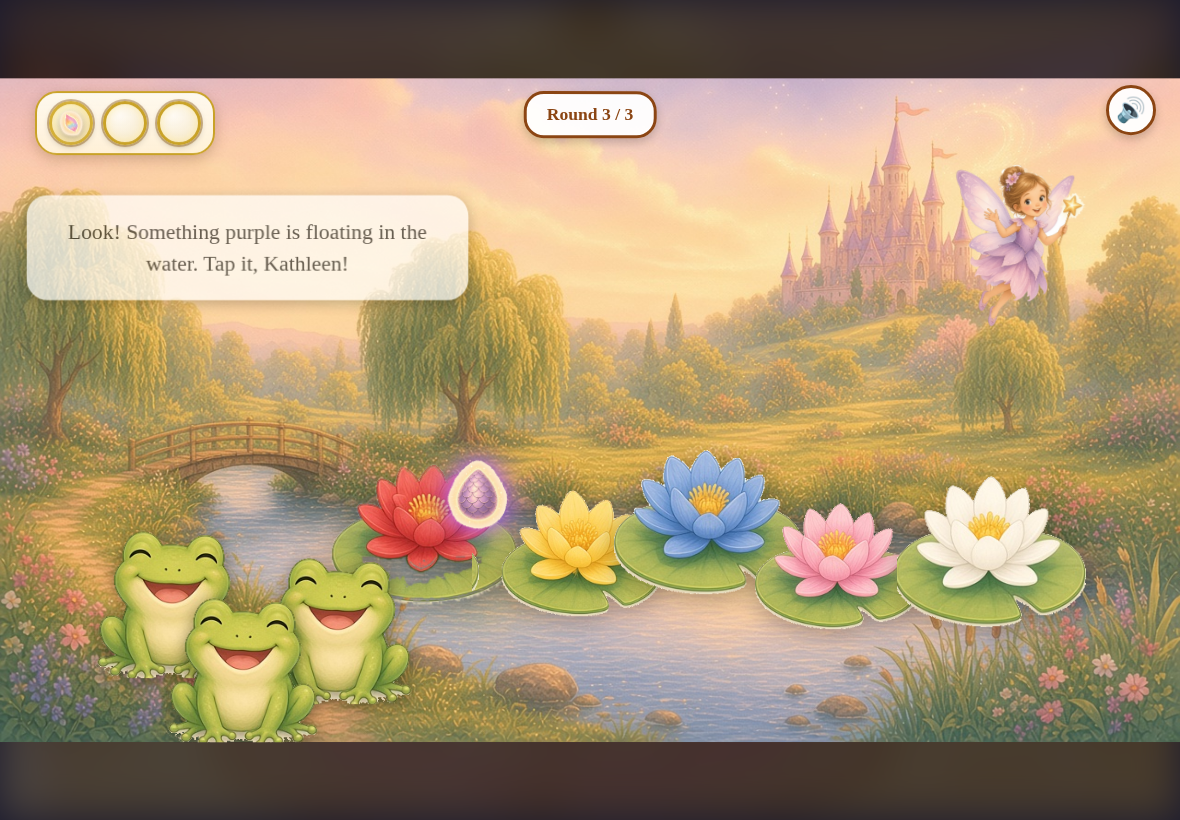 Round 3 / 3
Look! Something purple is floating in the
water. Tap it, Kathleen!